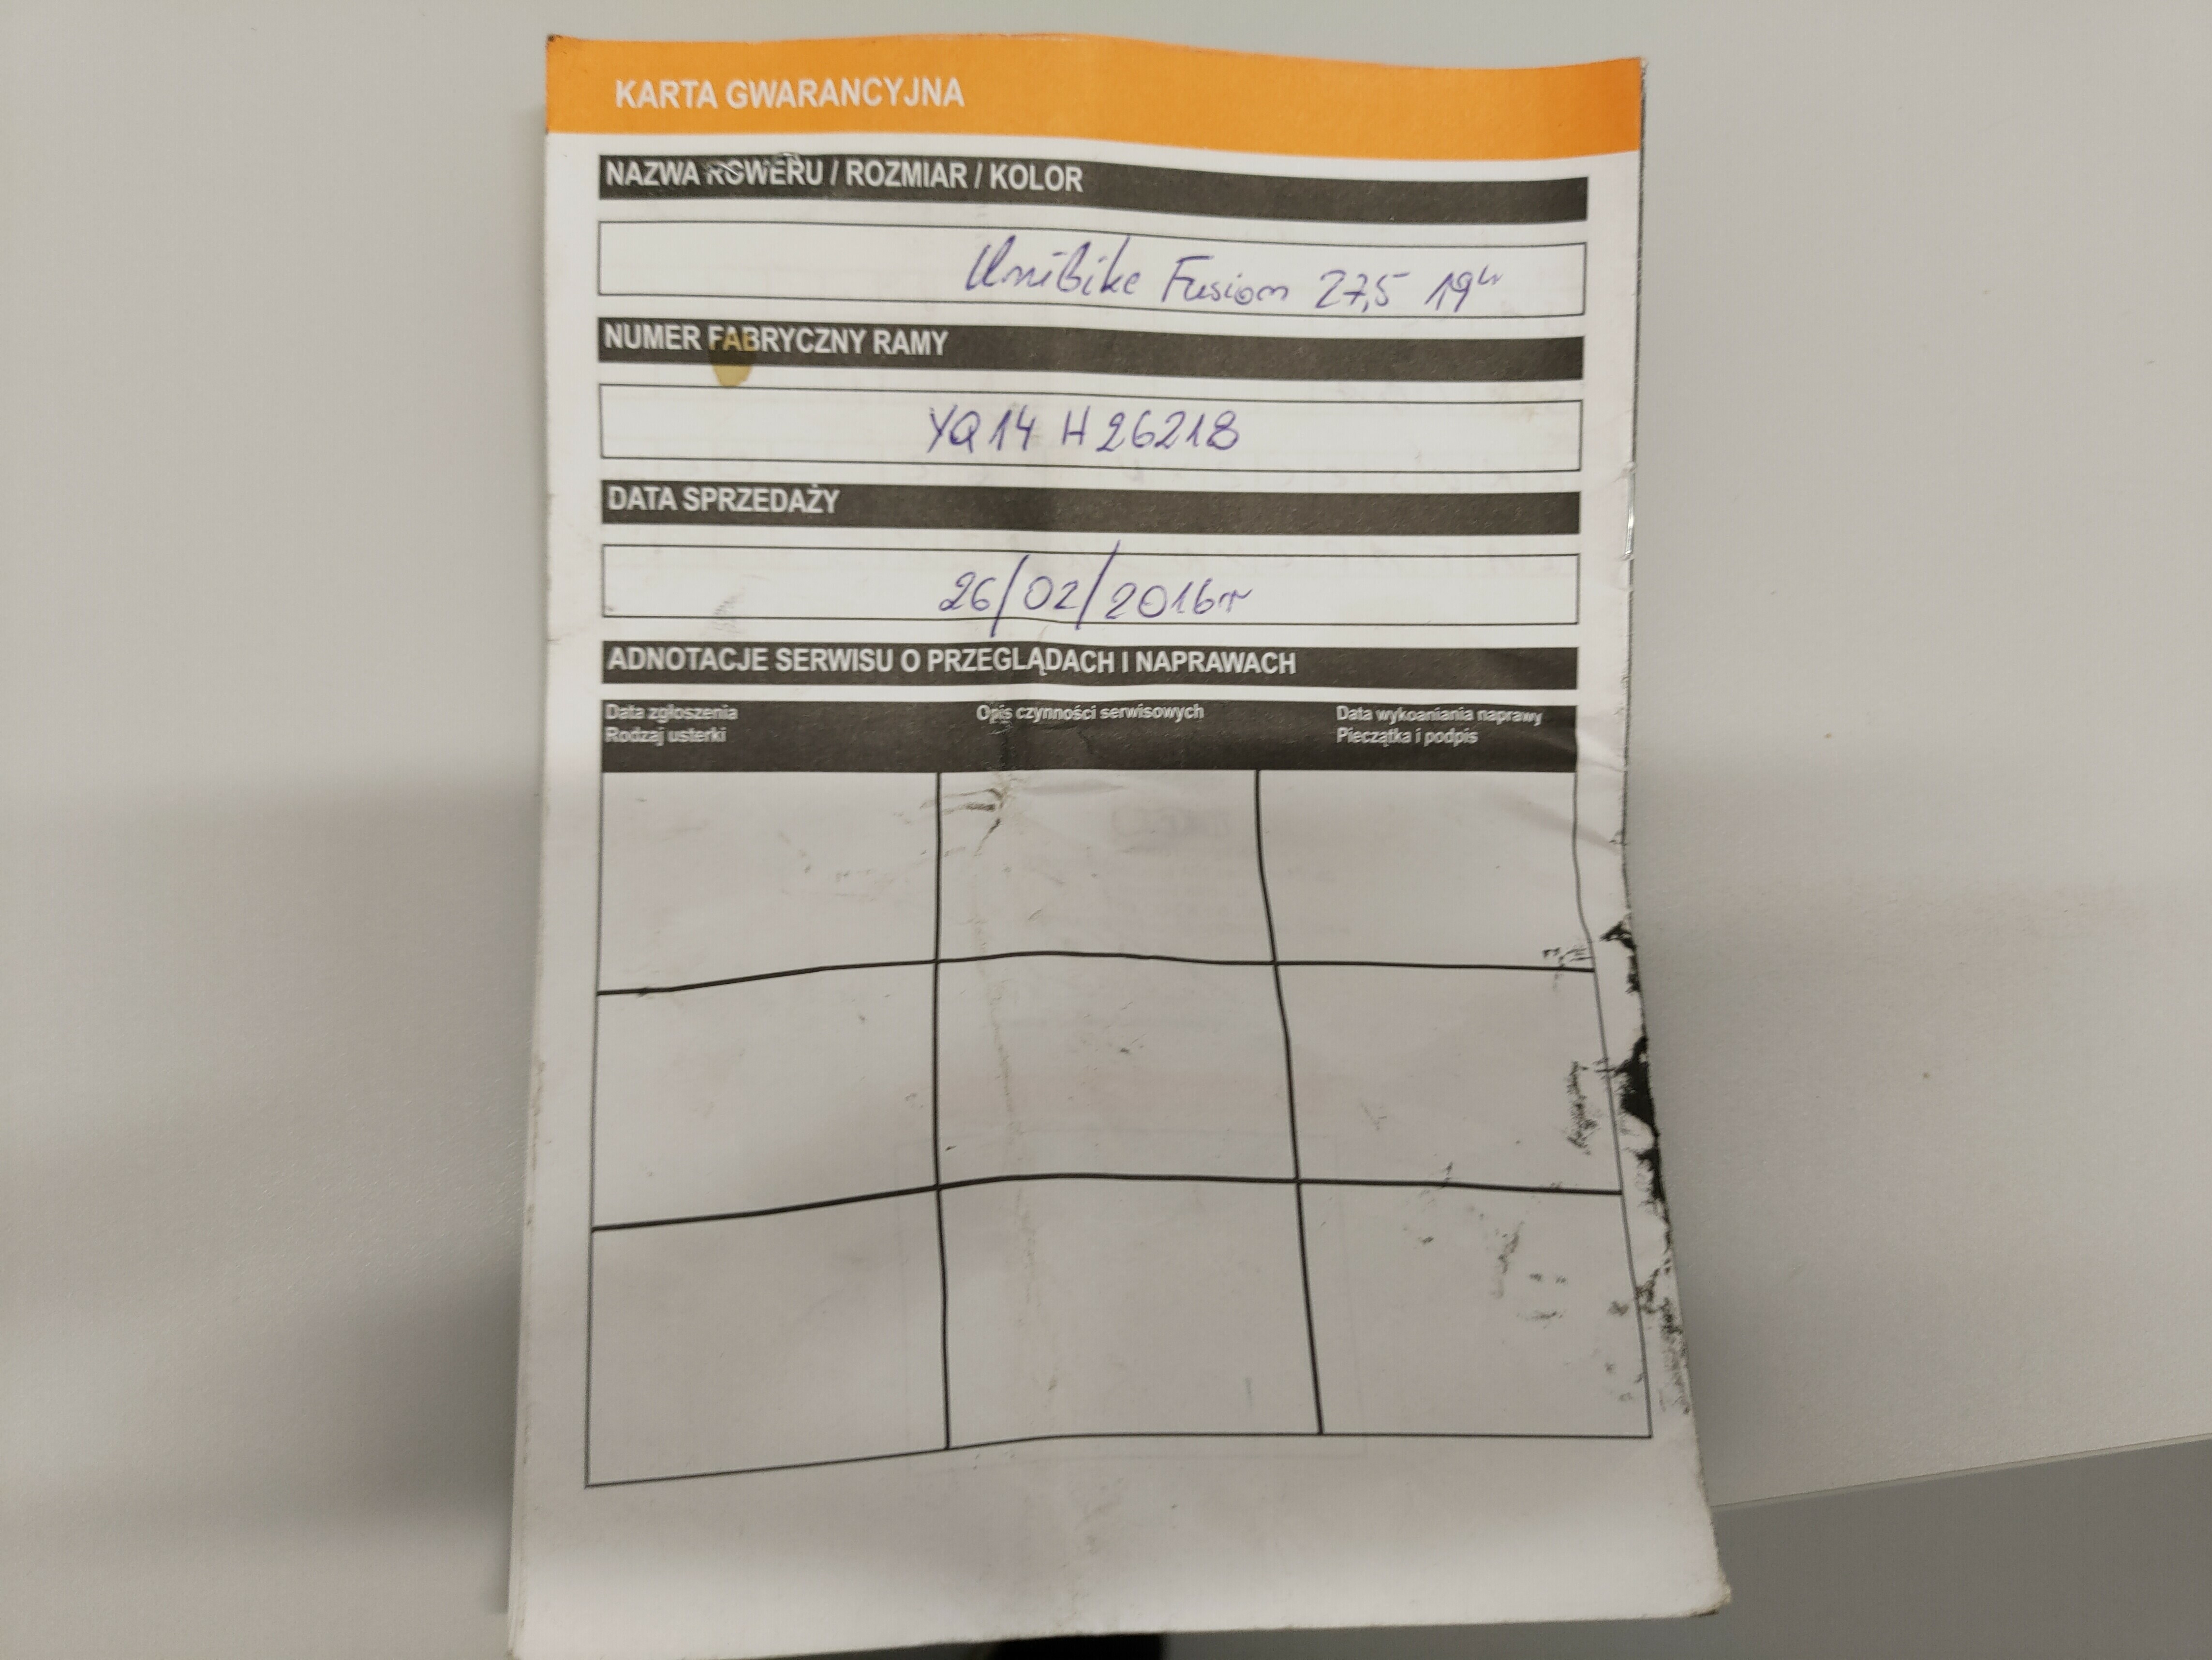 KARTA GWARANCYJNA
NAZWA ROWERU / ROZMIAR / KOLOR
UniBike Fusion 27,5 19"
NUMER FABRYCZNY RAMY
YQ14 H26218
DATA SPRZEDAŻY
26/02/2016r
ADNOTACJE SERWISU O PRZEGLĄDACH I NAPRAWACH
Data zgłoszenia
Rodzaj usterki
Opis czynności serwisowych
Data wykoaniania naprawy
Pieczątka i podpis